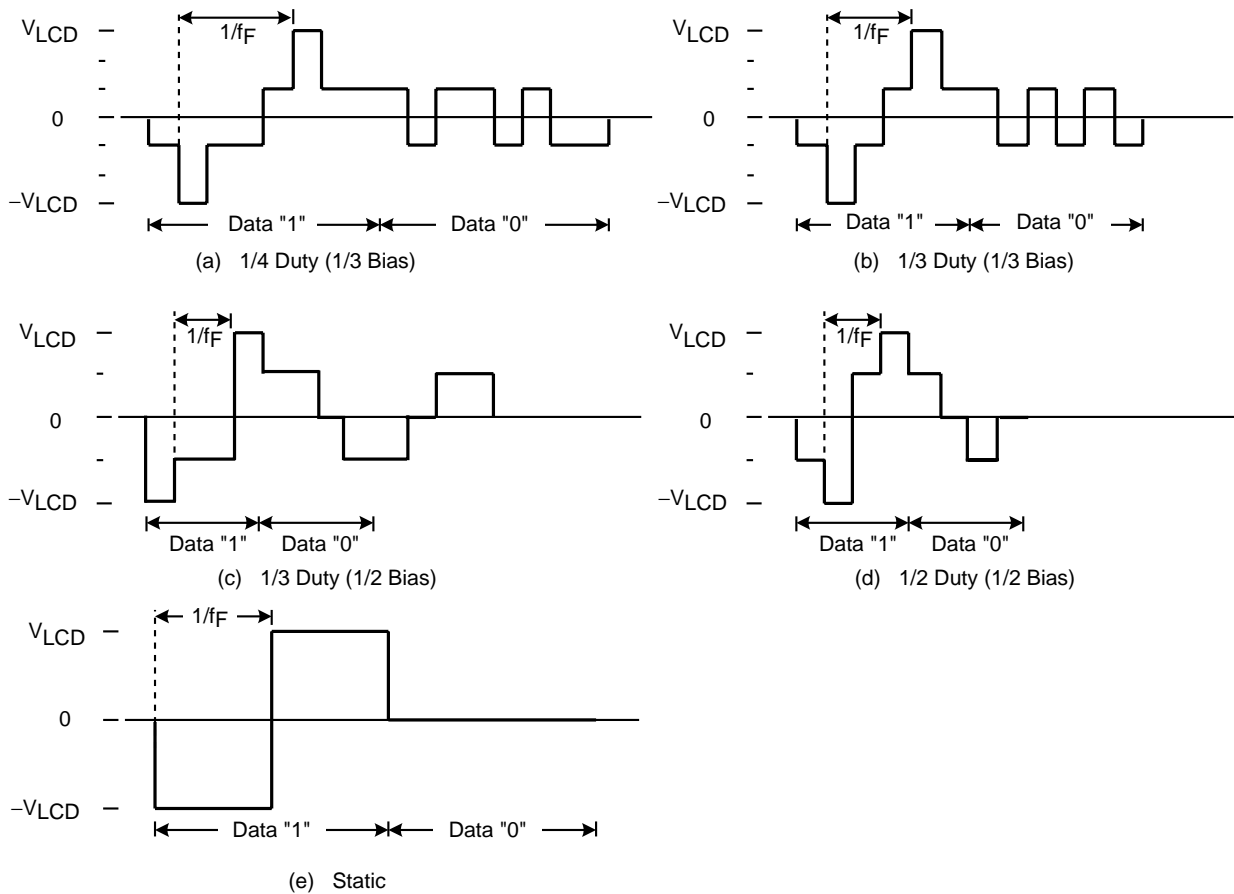 1/fF
VLCD
0
−VLCD
Data "1"
Data "0"
(a) 1/4 Duty (1/3 Bias)
1/fF
VLCD
0
−VLCD
Data "1"
Data "0"
(b) 1/3 Duty (1/3 Bias)
1/fF
VLCD
0
−VLCD
Data "1"
Data "0"
(c) 1/3 Duty (1/2 Bias)
1/fF
VLCD
0
−VLCD
Data "1"
Data "0"
(d) 1/2 Duty (1/2 Bias)
1/fF
VLCD
0
−VLCD
Data "1"
Data "0"
(e) Static